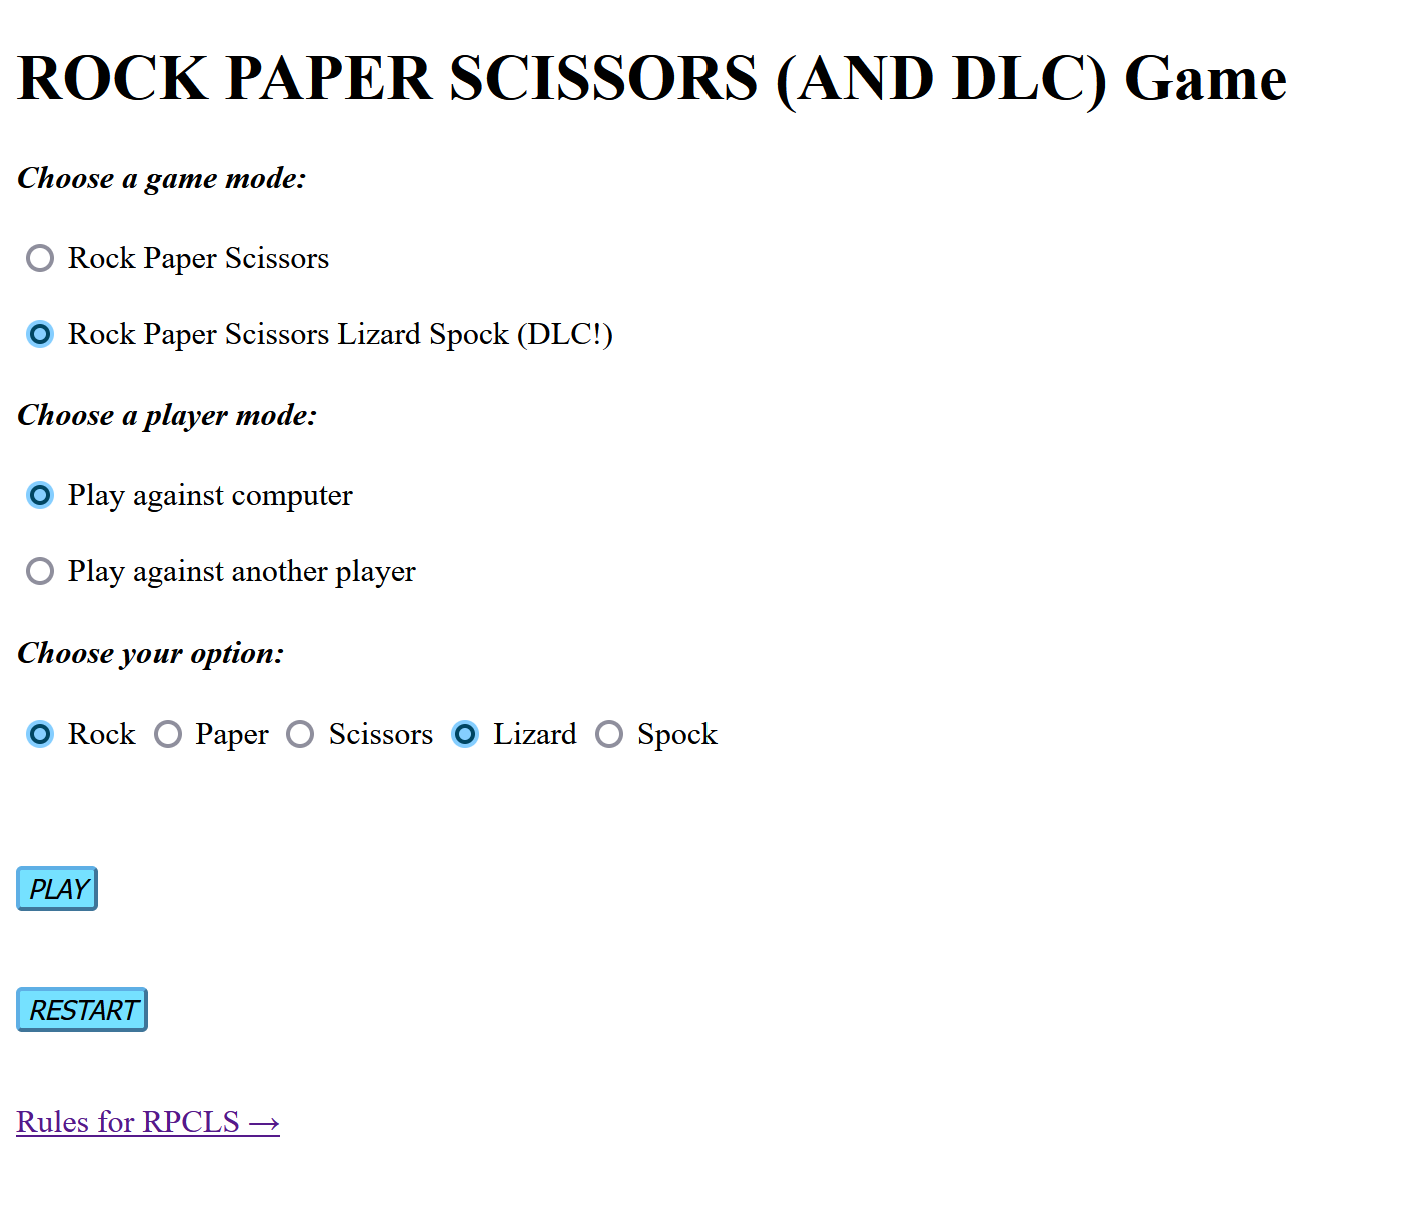 ROCK PAPER SCISSORS (AND DLC) Game
Choose a game mode:
Rock Paper Scissors
Rock Paper Scissors Lizard Spock (DLC!)
Choose a player mode:
Play against computer
Play against another player
Choose your option:
Rock Paper Scissors Lizard Spock
PLAY
RESTART
Rules for RPCLS →